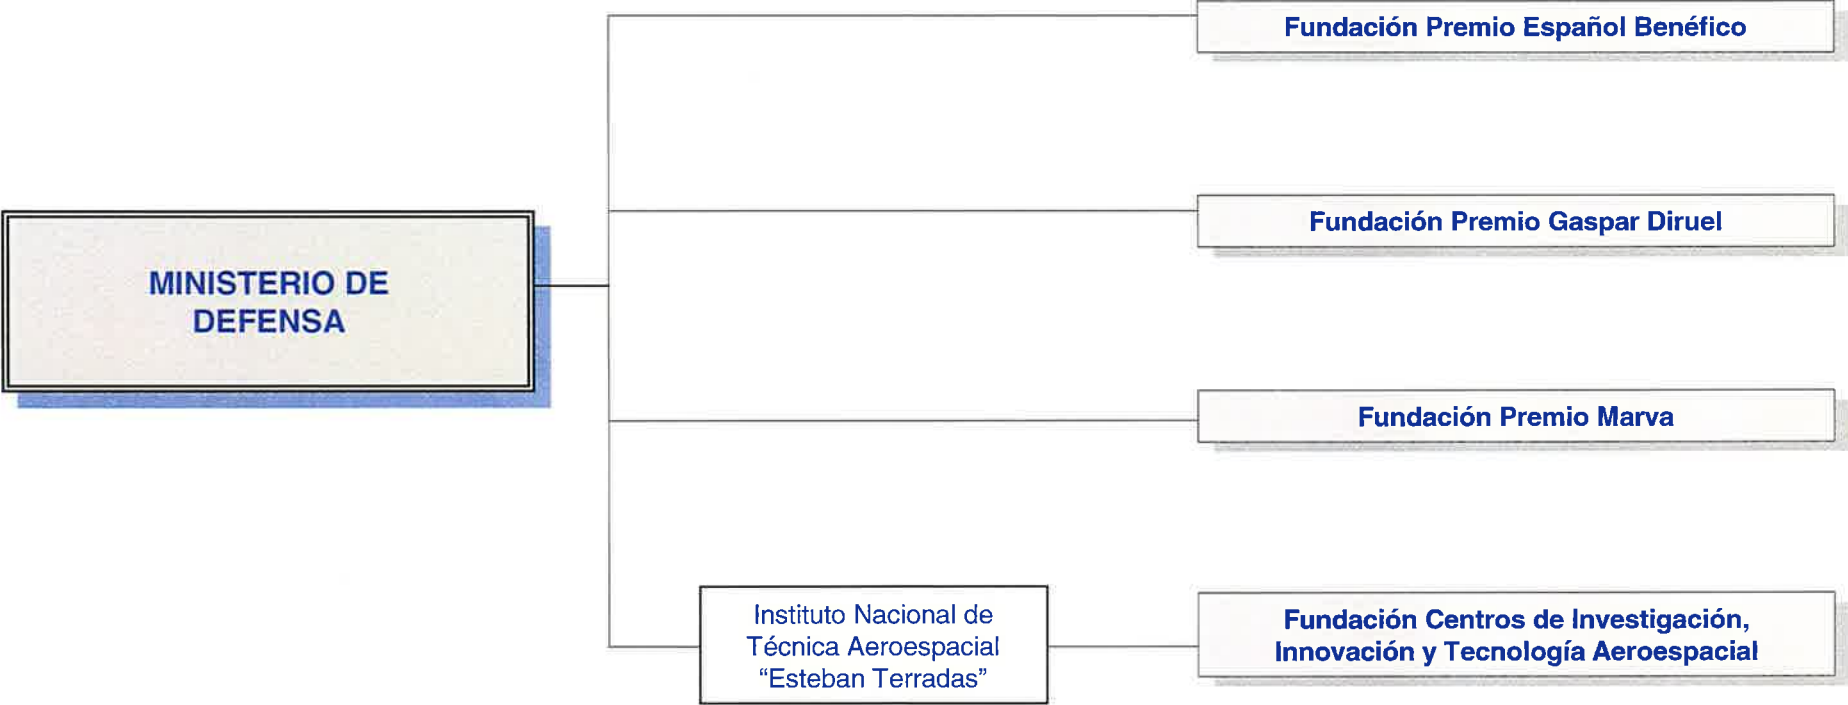 Fundación Premio Español Benéfico
Fundación Premio Gaspar Diruel
MINISTERIO DE
DEFENSA
Fundación Premio Marva
Instituto Nacional de
Técnica Aeroespacial
“Esteban Terradas”
Fundación Centros de Investigación,
Innovación y Tecnología Aeroespacial